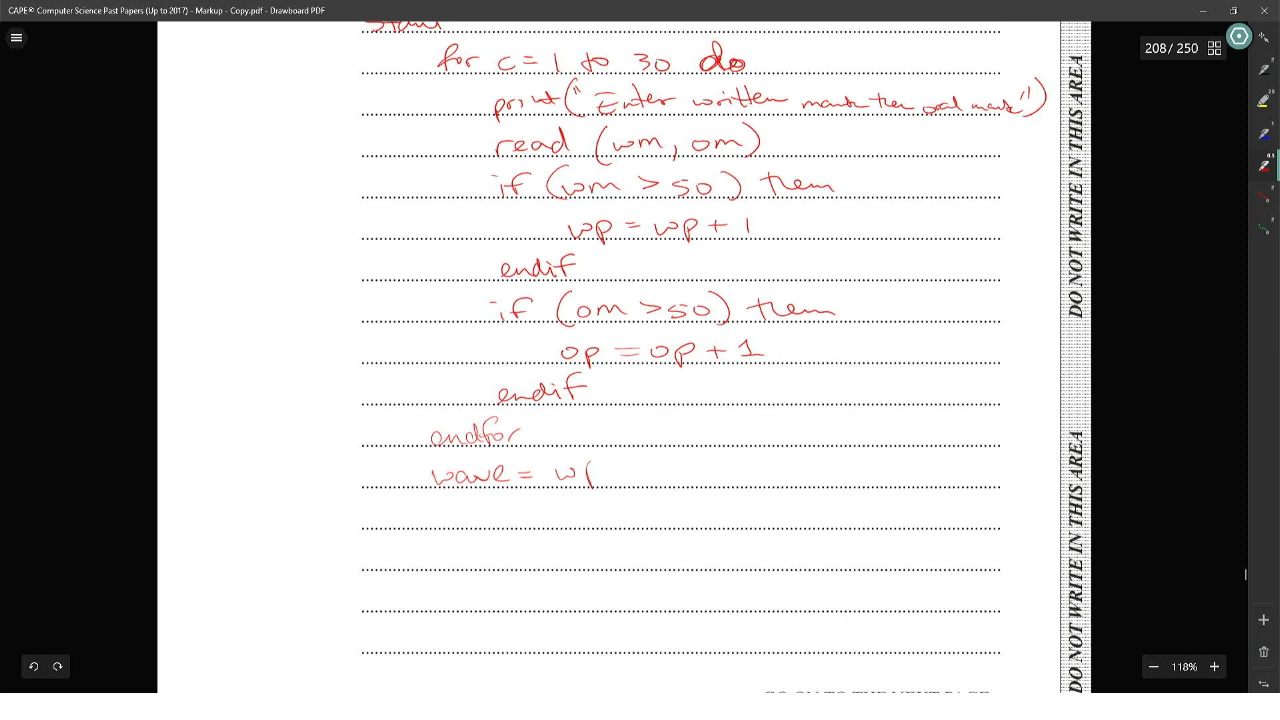 CAPE® Computer Science Past Papers (Up to 2017) - Markup - Copy.pdf - Drawboard PDF
208 / 250
Start
for c = 1 to 30 do
print(" Enter written mark then oral mark")
read (wm, om)
if (wm > 50) then
wp = wp + 1
endif
if (om > 50) then
op = op + 1
endif
endfor
wave = wp
DO NOT WRITE IN THIS AREA
DO NOT WRITE IN THIS AREA
118%